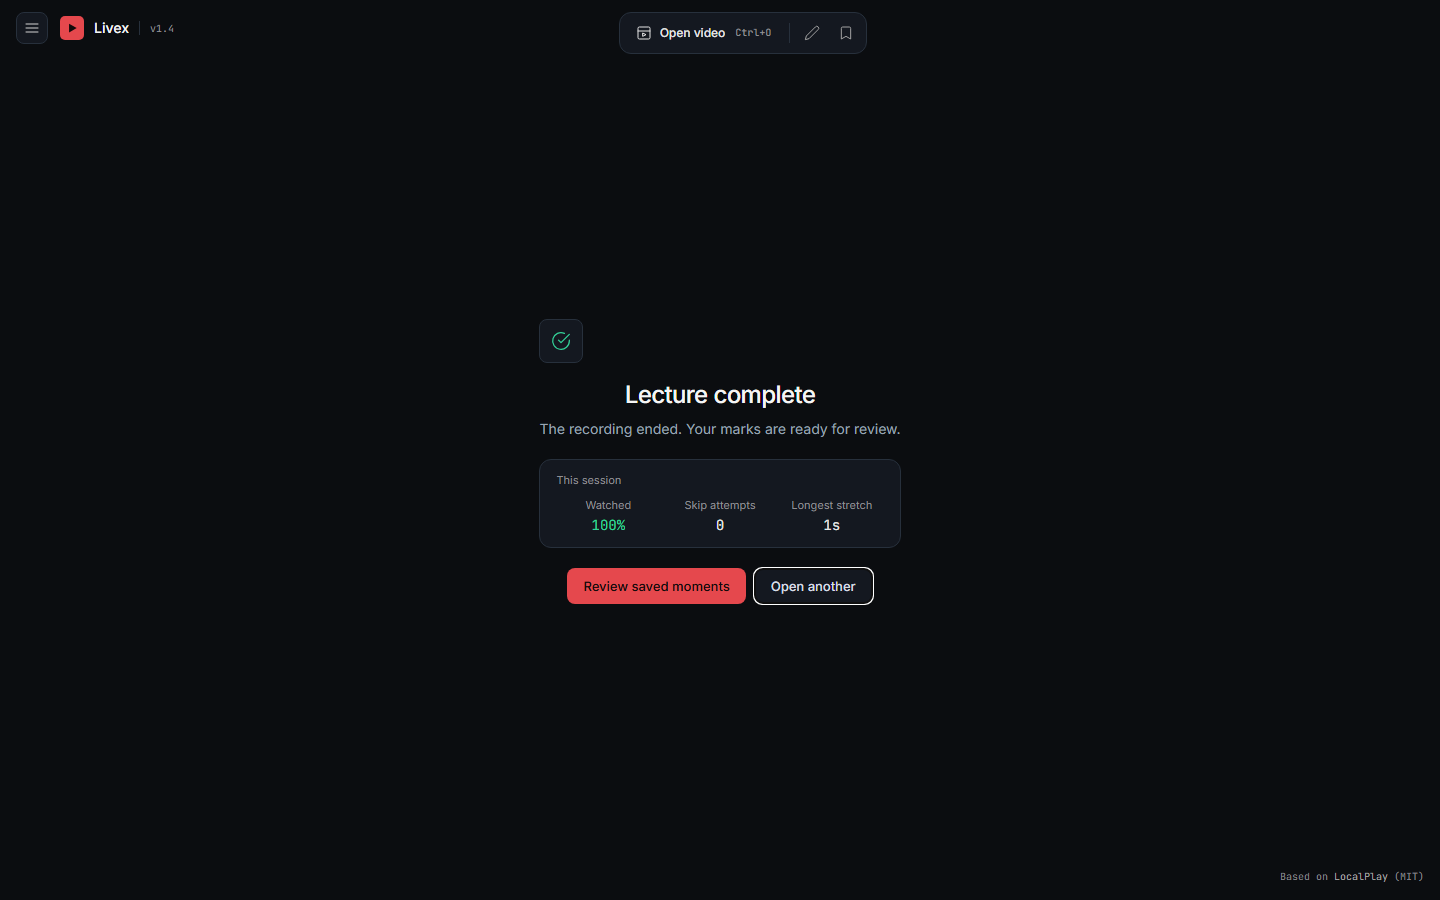 Livex v1.4
Open video Ctrl+O
Lecture complete
The recording ended. Your marks are ready for review.
This session
Watched Skip attempts Longest stretch
100% 0 1s
Review saved moments Open another
Based on LocalPlay (MIT)